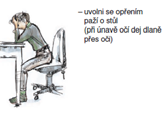 – uvolni se opřením
paží o stůl
(při únavě očí dej dlaně
přes oči)